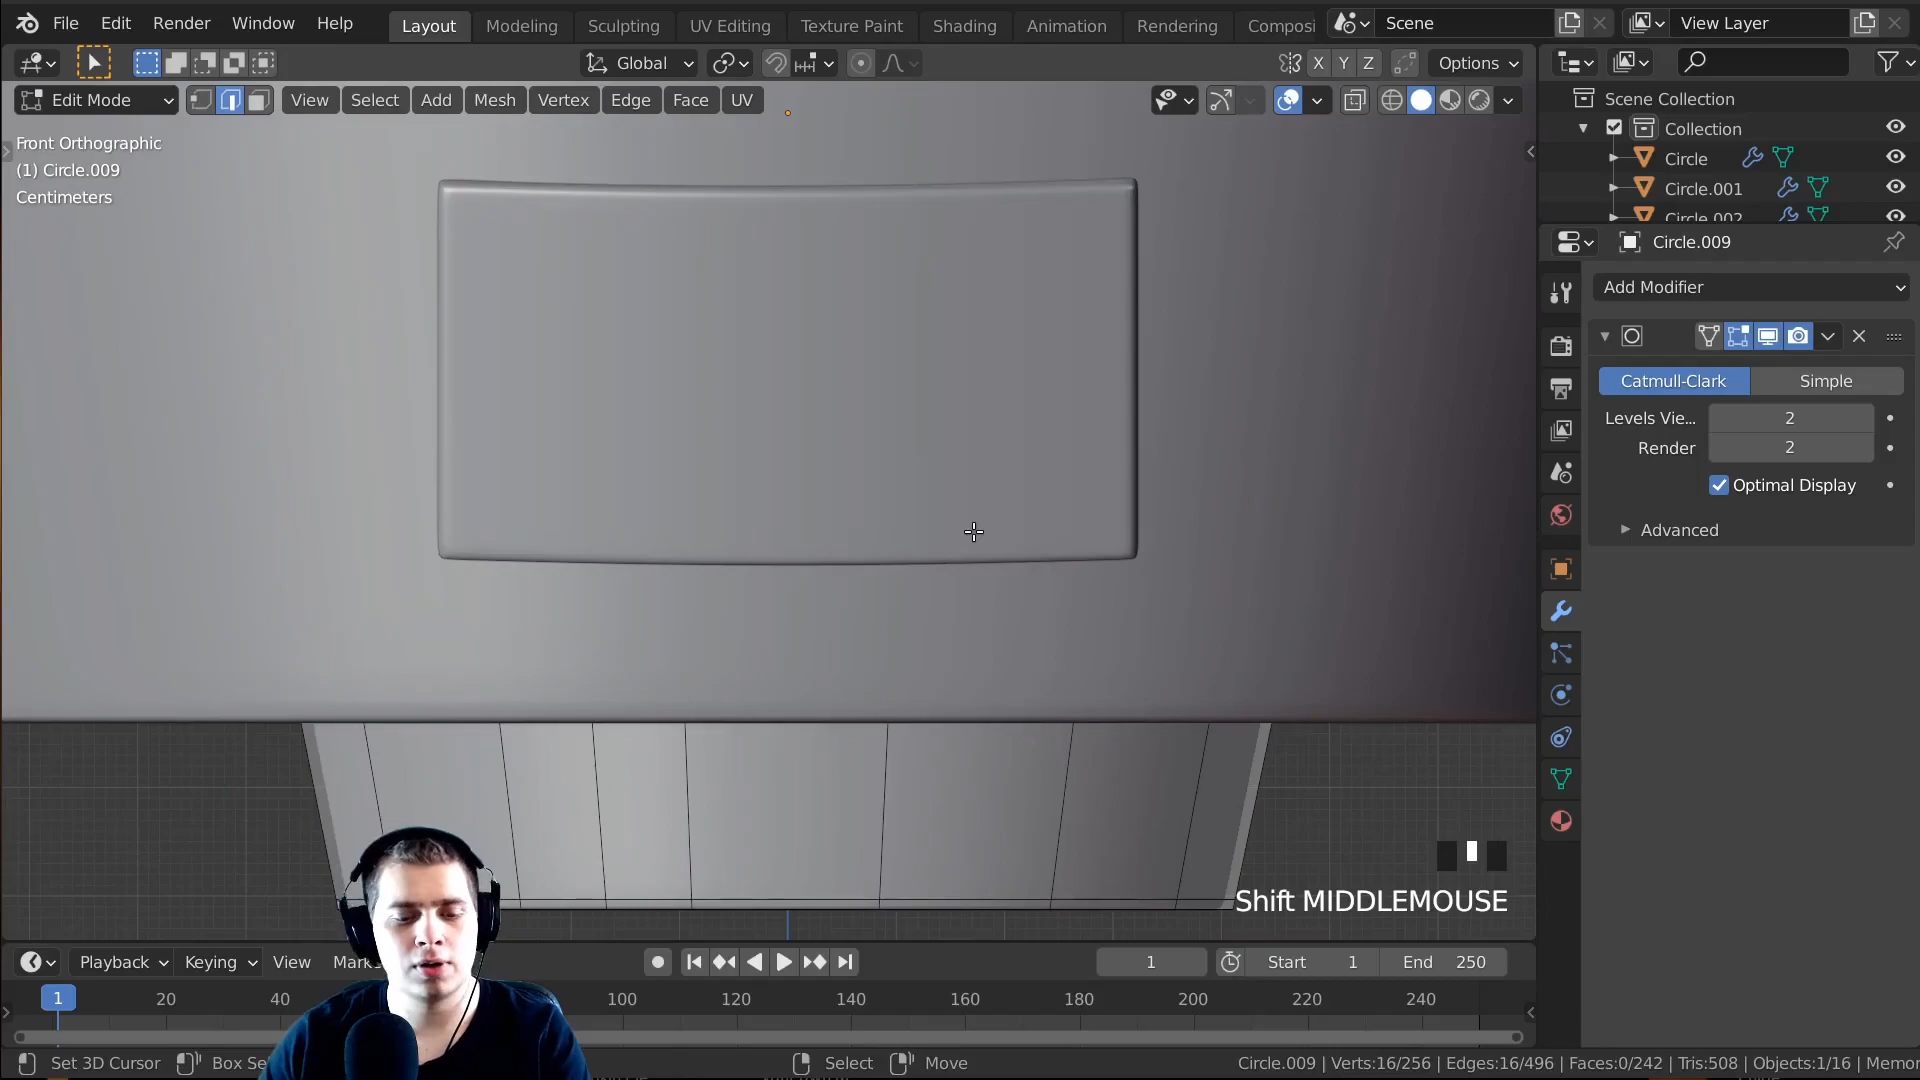 File Edit Render Window Help Layout Modeling Sculpting UV Editing Texture Paint Shading Animation Rendering Composi Scene View Layer
Global X Y Z Options
Edit Mode View Select Add Mesh Vertex Edge Face UV
Scene Collection
Collection
Circle
Circle.001
Circle.002
Front Orthographic
(1) Circle.009
Centimeters
Circle.009
Add Modifier
Catmull-Clark Simple
Levels Vie... 2
Render 2
Optimal Display
Advanced
Shift MIDDLEMOUSE
Playback Keying View 1 Start 1 End 250
1 20 40 100 120 140 160 180 200 220 240
Set 3D Cursor Select Move Circle.009 | Verts:16/256 | Edges:16/496 | Faces:0/242 | Tris:508 | Objects:1/16 | Memor